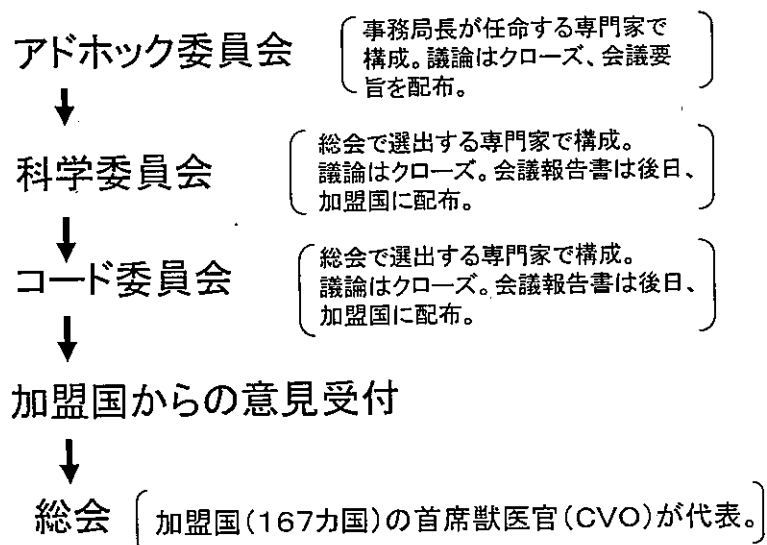 アドホック委員会
事務局長が任命する専門家で
構成。議論はクローズ、会議要
旨を配布。
↓
科学委員会
総会で選出する専門家で構成。
議論はクローズ。会議報告書は後日、
加盟国に配布。
↓
コード委員会
総会で選出する専門家で構成。
議論はクローズ。会議報告書は後日、
加盟国に配布。
↓
加盟国からの意見受付
↓
総会
加盟国(167カ国)の首席獣医官(CVO)が代表。